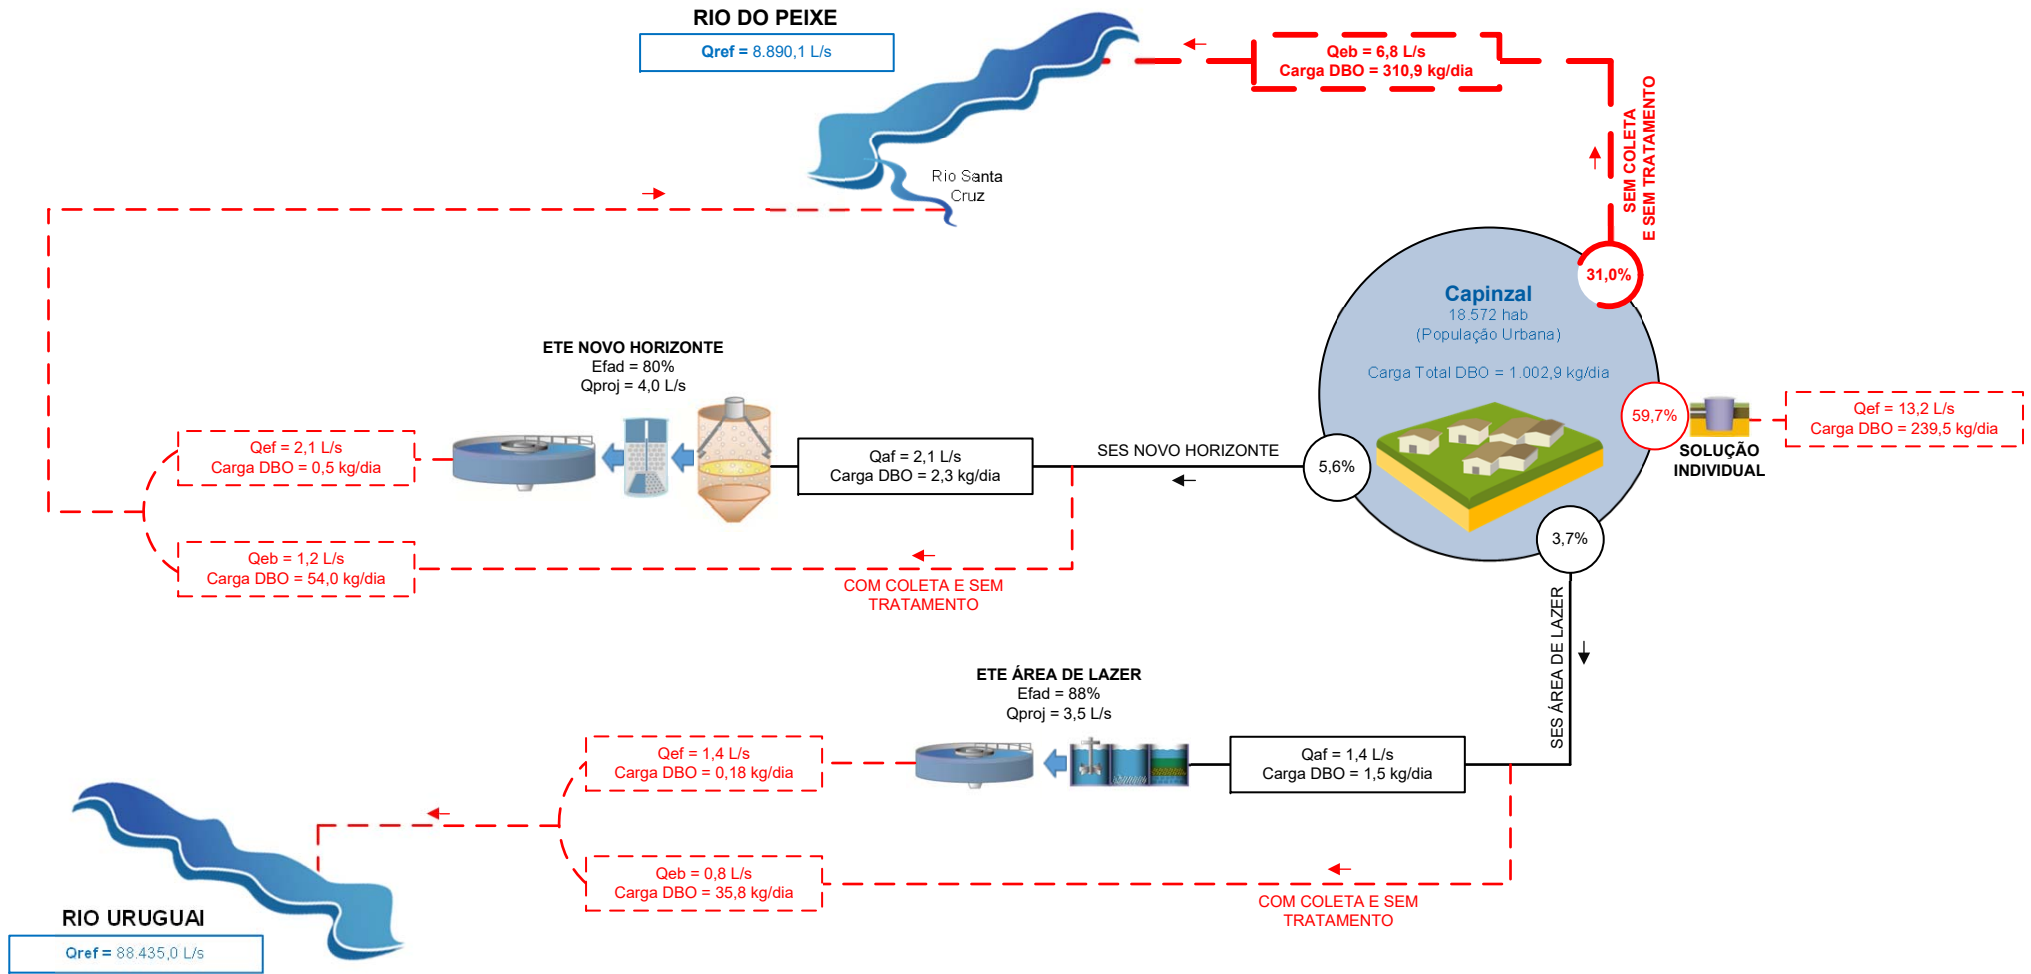 RIO DO PEIXE
Qref = 8.890,1 L/s
Qeb = 6,8 L/s
Carga DBO = 310,9 kg/dia
SEM COLETA
E SEM TRATAMENTO
Rio Santa
Cruz
31,0%
Capinzal
18.572 hab
(População Urbana)
Carga Total DBO = 1.002,9 kg/dia
59,7%
SOLUÇÃO
INDIVIDUAL
Qef = 13,2 L/s
Carga DBO = 239,5 kg/dia
ETE NOVO HORIZONTE
Efad = 80%
Qproj = 4,0 L/s
Qef = 2,1 L/s
Carga DBO = 0,5 kg/dia
Qaf = 2,1 L/s
Carga DBO = 2,3 kg/dia
SES NOVO HORIZONTE
5,6%
3,7%
Qeb = 1,2 L/s
Carga DBO = 54,0 kg/dia
COM COLETA E SEM
TRATAMENTO
SES ÁREA DE LAZER
ETE ÁREA DE LAZER
Efad = 88%
Qproj = 3,5 L/s
Qef = 1,4 L/s
Carga DBO = 0,18 kg/dia
Qaf = 1,4 L/s
Carga DBO = 1,5 kg/dia
Qeb = 0,8 L/s
Carga DBO = 35,8 kg/dia
COM COLETA E SEM
TRATAMENTO
RIO URUGUAI
Qref = 88.435,0 L/s